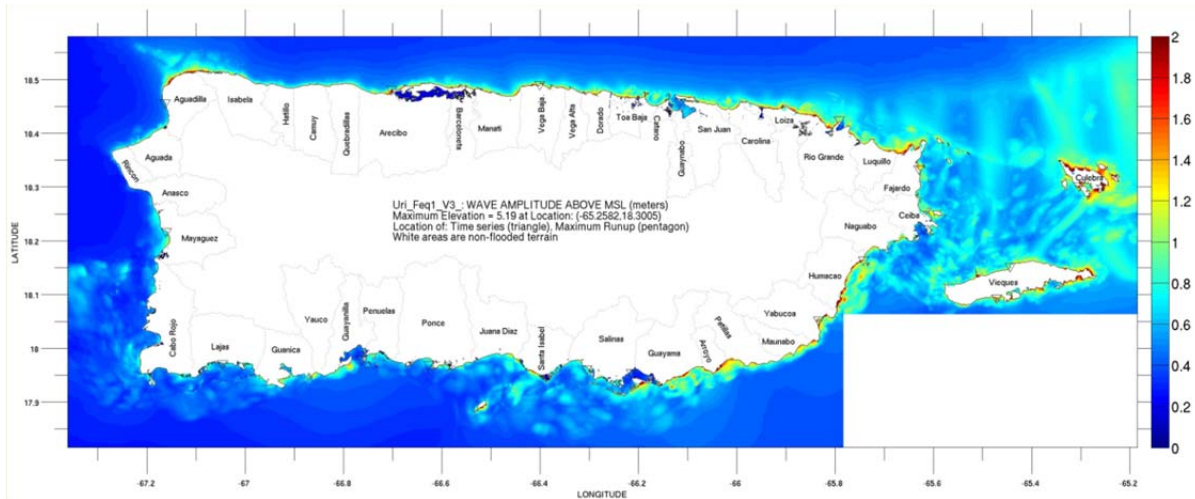 2
1.8
1.6
1.4
1.2
1
0.8
0.6
0.4
0.2
0
18.5
18.4
18.3
18.2
18.1
18
17.9
LATITUDE
Aguadilla
Isabela
Hatillo
Camuy
Quebradillas
Arecibo
Barceloneta
Manati
Vega Baja
Vega Alta
Dorado
Toa Baja
Catano
Guaynabo
San Juan
Carolina
Loiza
Rio Grande
Luquillo
Fajardo
Ceiba
Culebra
Aguada
Rincon
Anasco
Mayaguez
Uri_Feq1_V3_: WAVE AMPLITUDE ABOVE MSL (meters)
Maximum Elevation = 5.19 at Location: (-65.2582,18.3005)
Location of: Time series (triangle), Maximum Runup (pentagon)
White areas are non-flooded terrain
Naguabo
Humacao
Vieques
Yabucoa
Maunabo
Cabo Rojo
Lajas
Guanica
Yauco
Guayanilla
Penuelas
Ponce
Juana Diaz
Santa Isabel
Salinas
Guayama
Arroyo
Patillas
-67.2
-67
-66.8
-66.6
-66.4
-66.2
-66
-65.8
-65.6
-65.4
-65.2
LONGITUDE